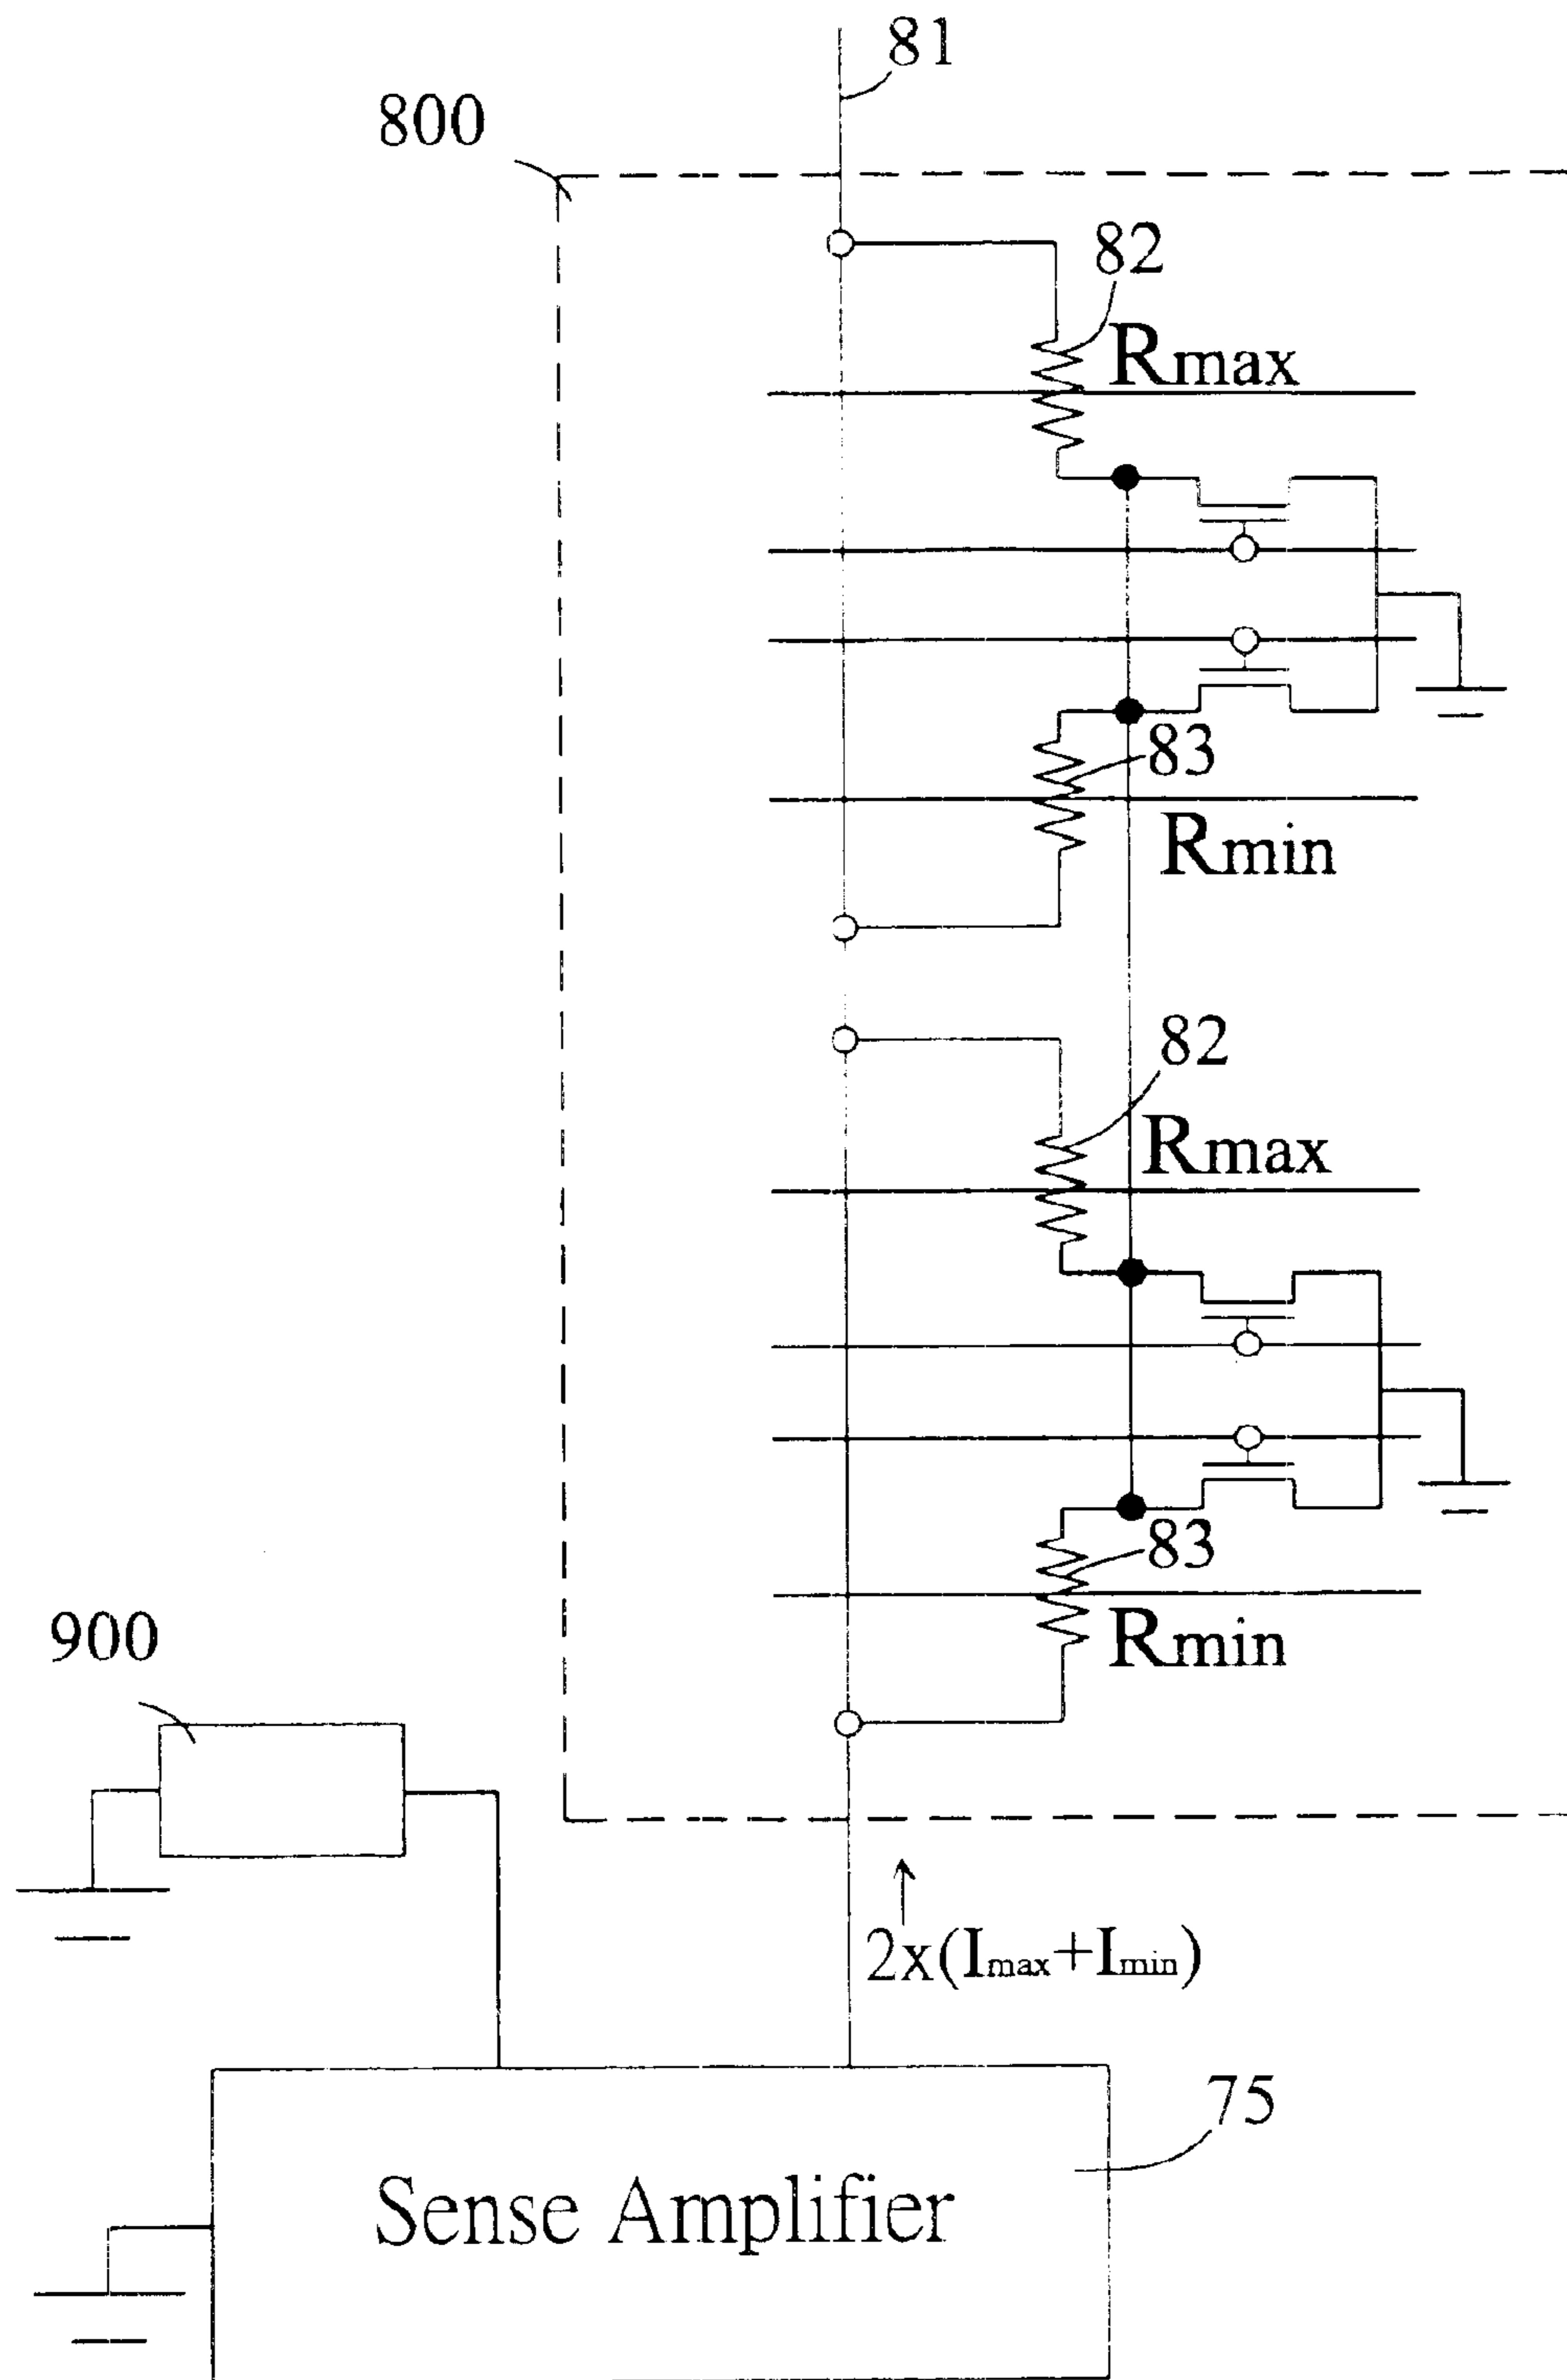 81
800
82
Rmax
83
Rmin
82
Rmax
83
Rmin
900
2x(Imax+Imin)
75
Sense Amplifier